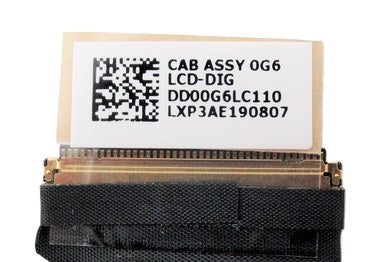 CAB ASSY 0G6
LCD-DIG
DD00G6LC110
LXP3AE190807